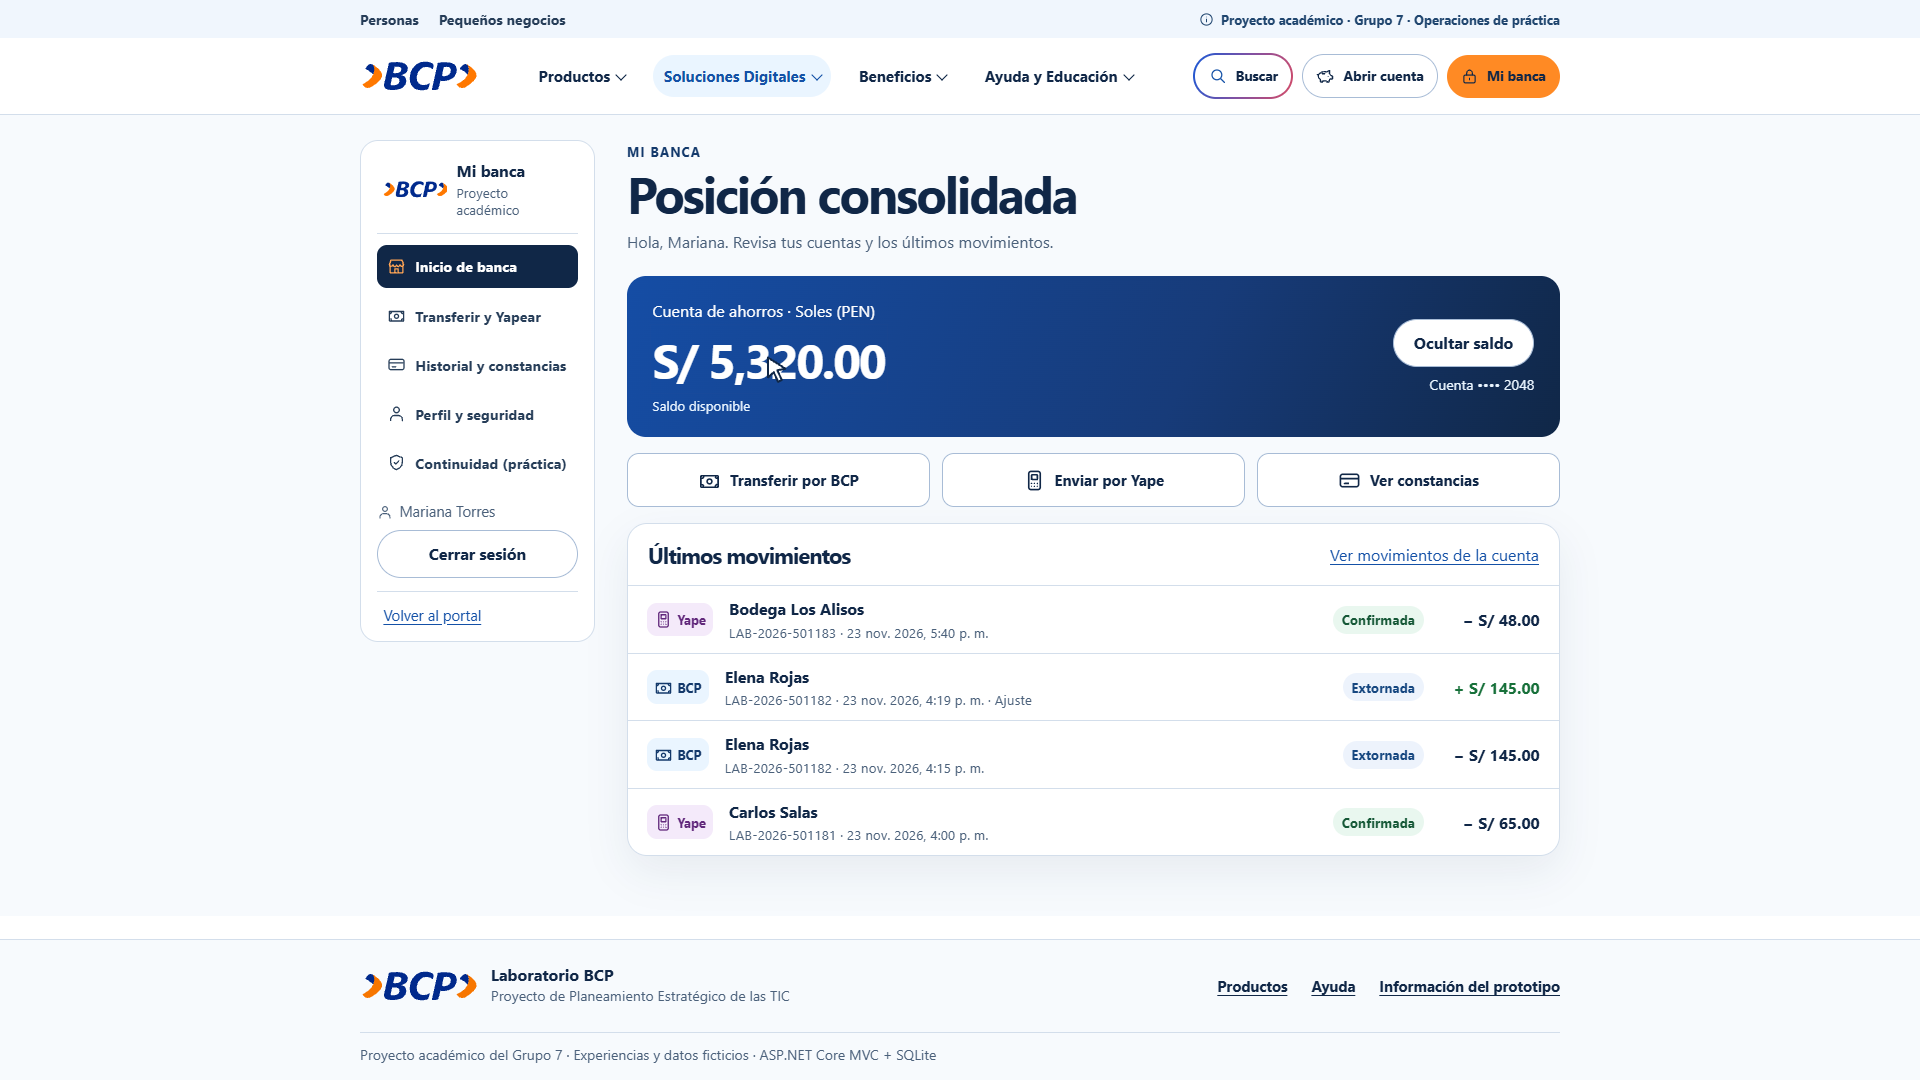 Personas Pequeños negocios
Proyecto académico · Grupo 7 · Operaciones de práctica
BCP Productos Soluciones Digitales Beneficios Ayuda y Educación Buscar Abrir cuenta Mi banca
BCP
Mi banca
Proyecto
académico
Inicio de banca
Transferir y Yapear
Historial y constancias
Perfil y seguridad
Continuidad (práctica)
Mariana Torres
Cerrar sesión
Volver al portal
MI BANCA
Posición consolidada
Hola, Mariana. Revisa tus cuentas y los últimos movimientos.
Cuenta de ahorros · Soles (PEN)
S/ 5,320.00
Saldo disponible
Ocultar saldo
Cuenta •••• 2048
Transferir por BCP
Enviar por Yape
Ver constancias
Últimos movimientos
Ver movimientos de la cuenta
Yape
Bodega Los Alisos
LAB-2026-501183 · 23 nov. 2026, 5:40 p. m.
Confirmada
– S/ 48.00
BCP
Elena Rojas
LAB-2026-501182 · 23 nov. 2026, 4:19 p. m. · Ajuste
Extornada
+ S/ 145.00
BCP
Elena Rojas
LAB-2026-501182 · 23 nov. 2026, 4:15 p. m.
Extornada
– S/ 145.00
Yape
Carlos Salas
LAB-2026-501181 · 23 nov. 2026, 4:00 p. m.
Confirmada
– S/ 65.00
BCP
Laboratorio BCP
Proyecto de Planeamiento Estratégico de las TIC
Productos Ayuda Información del prototipo
Proyecto académico del Grupo 7 · Experiencias y datos ficticios · ASP.NET Core MVC + SQLite